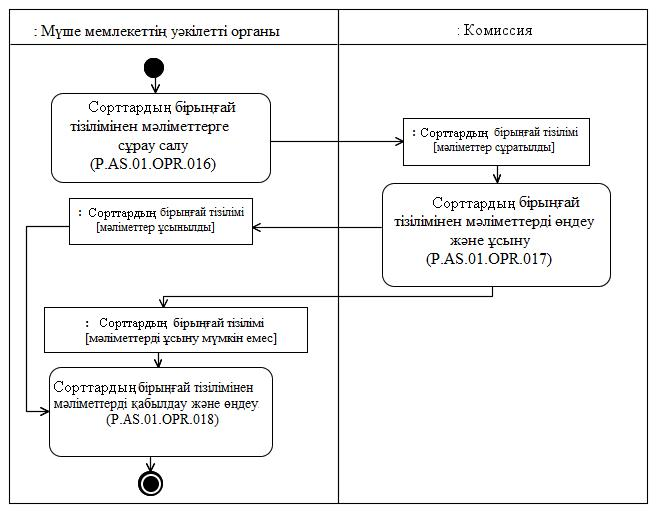 : Мүше мемлекеттің уәкілетті органы
: Комиссия
Сорттардың бірыңғай
тізілімінен мәліметтерге
сұрау салу
(P.AS.01.OPR.016)
: Сорттардың бірыңғай тізілімі
[мәліметтер сұратылды]
Сорттардың бірыңғай
тізілімінен мәліметтерді өңдеу
және ұсыну
(P.AS.01.OPR.017)
: Сорттардың бірыңғай тізілімі
[мәліметтер ұсынылды]
: Сорттардың бірыңғай тізілімі
[мәліметтерді ұсыну мүмкін емес]
Сорттардың бірыңғай тізілімінен
мәліметтерді қабылдау және өңдеу
(P.AS.01.OPR.018)